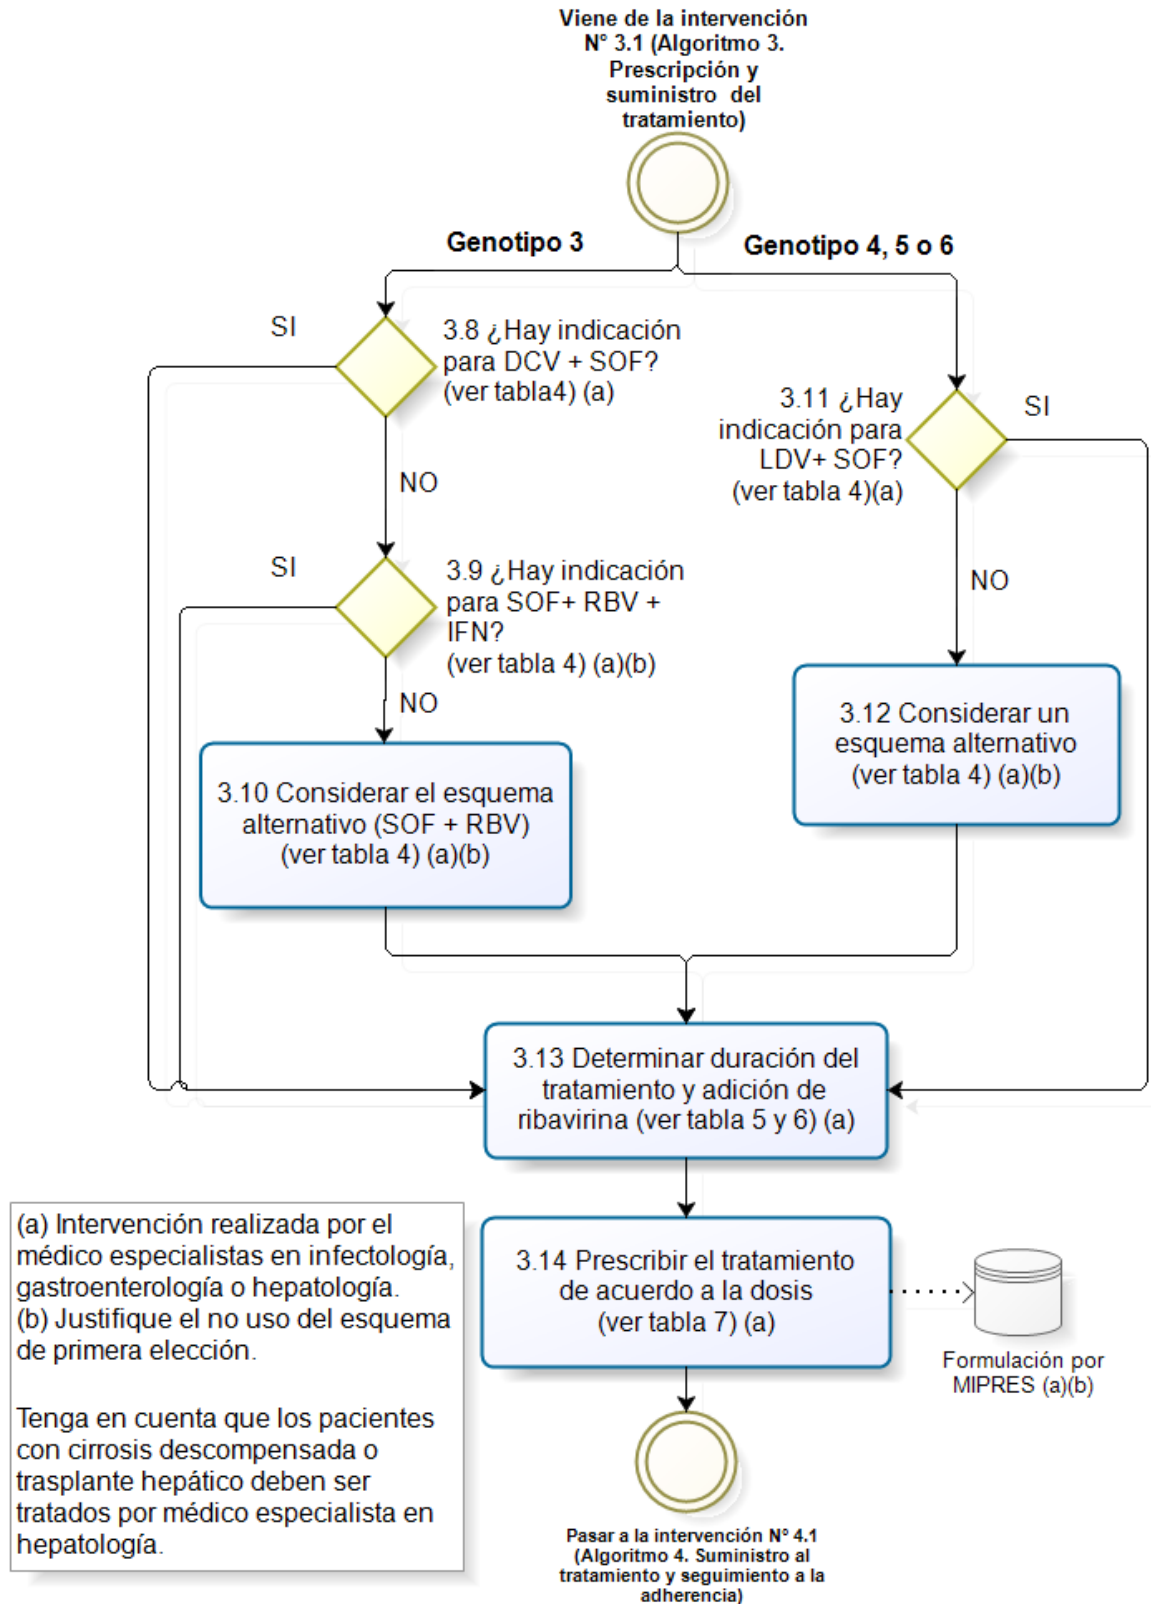 Viene de la intervención
N° 3.1 (Algoritmo 3.
Prescripción y
suministro del
tratamiento)
Genotipo 3
Genotipo 4, 5 o 6
SI
3.8 ¿Hay indicación
para DCV + SOF?
(ver tabla4) (a)
NO
3.11 ¿Hay
indicación para
LDV+ SOF?
(ver tabla 4)(a)
SI
NO
SI
3.9 ¿Hay indicación
para SOF+ RBV +
IFN?
(ver tabla 4) (a)(b)
NO
3.10 Considerar el esquema
alternativo (SOF + RBV)
(ver tabla 4) (a)(b)
3.12 Considerar un
esquema alternativo
(ver tabla 4) (a)(b)
3.13 Determinar duración del
tratamiento y adición de
ribavirina (ver tabla 5 y 6) (a)
3.14 Prescribir el tratamiento
de acuerdo a la dosis
(ver tabla 7) (a)
Formulación por
MIPRES (a)(b)
(a) Intervención realizada por el
médico especialistas en infectología,
gastroenterología o hepatología.
(b) Justifique el no uso del esquema
de primera elección.
Tenga en cuenta que los pacientes
con cirrosis descompensada o
trasplante hepático deben ser
tratados por médico especialista en
hepatología.
Pasar a la intervención N° 4.1
(Algoritmo 4. Suministro al
tratamiento y seguimiento a la
adherencia)